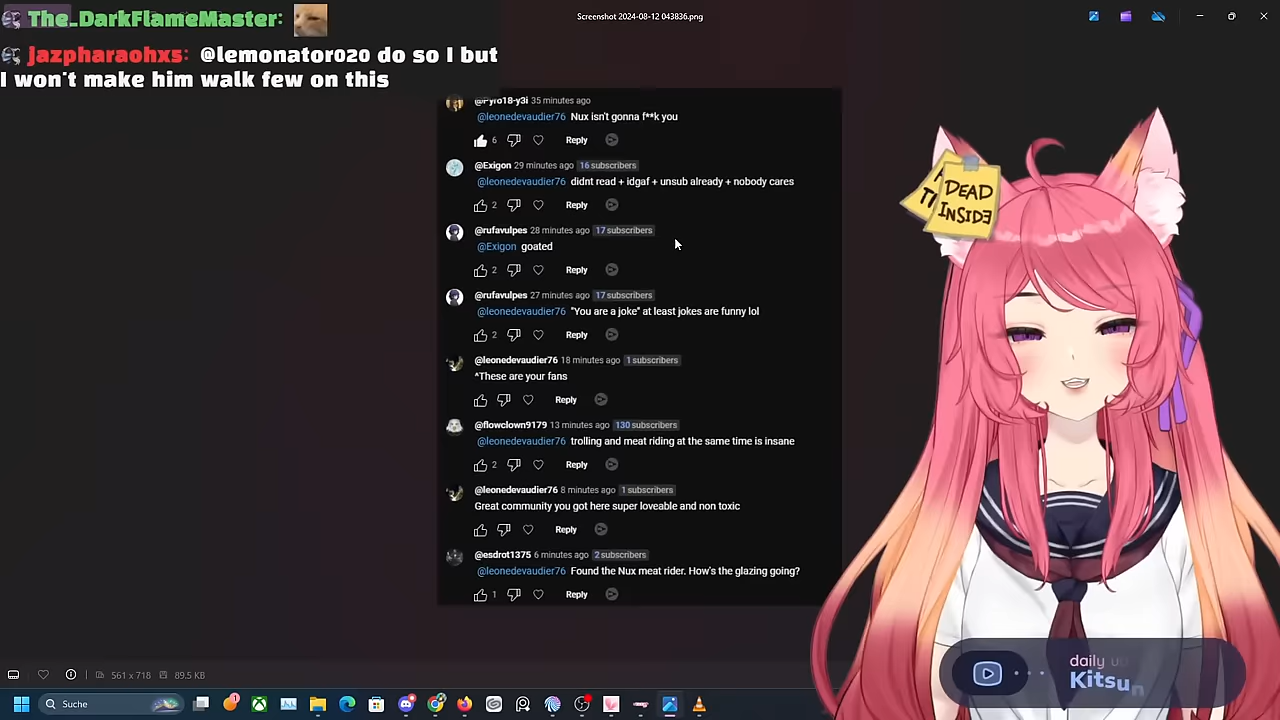 The_DarkFlameMaster:
Screenshot 2024-08-12 043836.png
jazpharaohxs: @lemonator020 do so I but
I won't make him walk few on this
@Pyro18-y3i 35 minutes ago
@leonedevaudier76 Nux isn't gonna f**k you
6 Reply
@Exigon 29 minutes ago 16 subscribers
@leonedevaudier76 didnt read + idgaf + unsub already + nobody cares
2 Reply
@rufavulpes 28 minutes ago 17 subscribers
@Exigon goated
2 Reply
@rufavulpes 27 minutes ago 17 subscribers
@leonedevaudier76 "You are a joke" at least jokes are funny lol
2 Reply
@leonedevaudier76 18 minutes ago 1 subscribers
^These are your fans
Reply
@flowclown9179 13 minutes ago 130 subscribers
@leonedevaudier76 trolling and meat riding at the same time is insane
2 Reply
@leonedevaudier76 8 minutes ago 1 subscribers
Great community you got here super loveable and non toxic
Reply
@esdrot1375 6 minutes ago 2 subscribers
@leonedevaudier76 Found the Nux meat rider. How's the glazing going?
1 Reply
DEAD
INSIDE
daily
Kitsun
561 x 718 89.5 KB
Suche